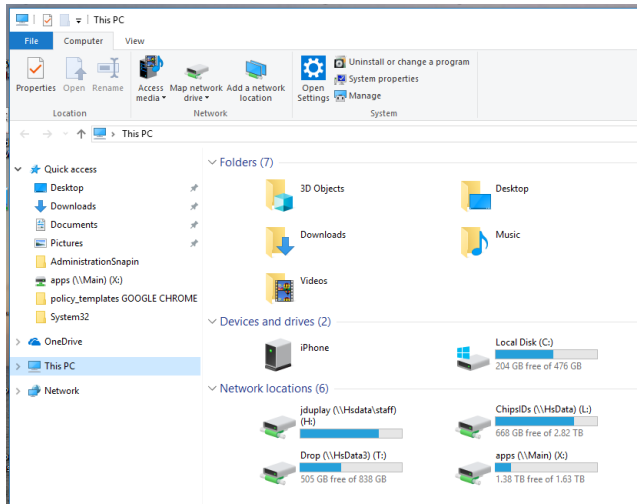 This PC
File Computer View
Properties Open Rename
Access media
Map network drive
Add a network location
Open Settings
Uninstall or change a program
System properties
Manage
Location Network System
This PC
Quick access
Desktop
Downloads
Documents
Pictures
AdministrationSnapin
apps (\\Main) (X:)
policy_templates GOOGLE CHROME
System32
OneDrive
This PC
Network
Folders (7)
3D Objects
Desktop
Downloads
Music
Videos
Devices and drives (2)
iPhone
Local Disk (C:)
204 GB free of 476 GB
Network locations (6)
jduplay (\\Hsdata\staff)
(H:)
ChipsIDs (\\HsData) (L:)
668 GB free of 2.82 TB
Drop (\\HsData3) (T:)
505 GB free of 838 GB
apps (\\Main) (X:)
1.38 TB free of 1.63 TB